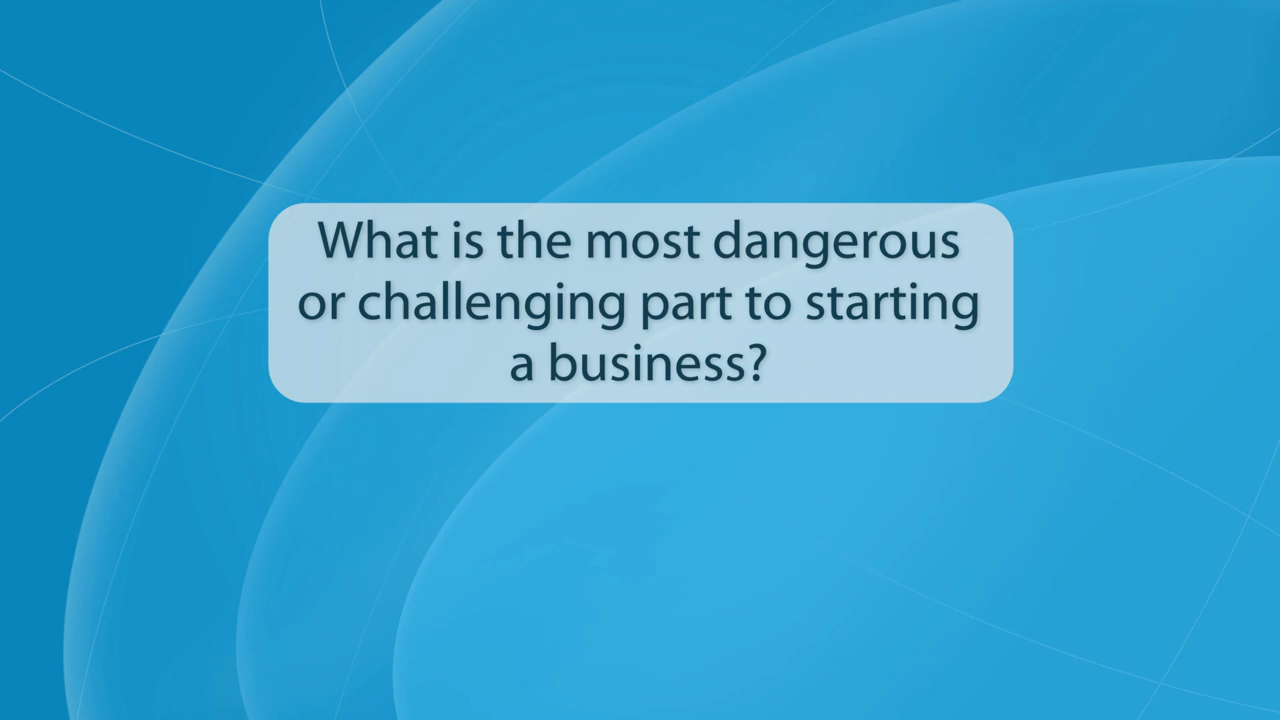 What is the most dangerous
or challenging part to starting
a business?